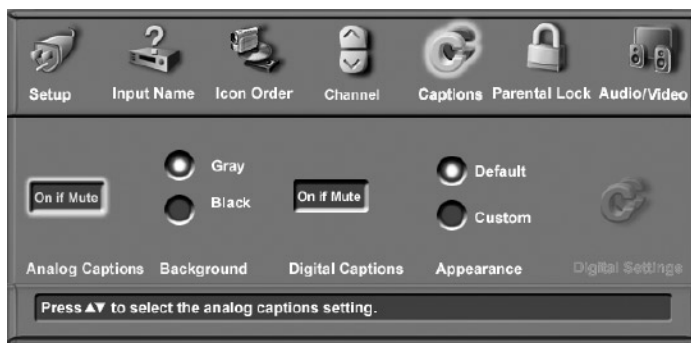 Setup Input Name Icon Order Channel Captions Parental Lock Audio/Video
Gray
Black
Default
Custom
On if Mute
On if Mute
Analog Captions Background Digital Captions Appearance Digital Settings
Press ▲▼ to select the analog captions setting.